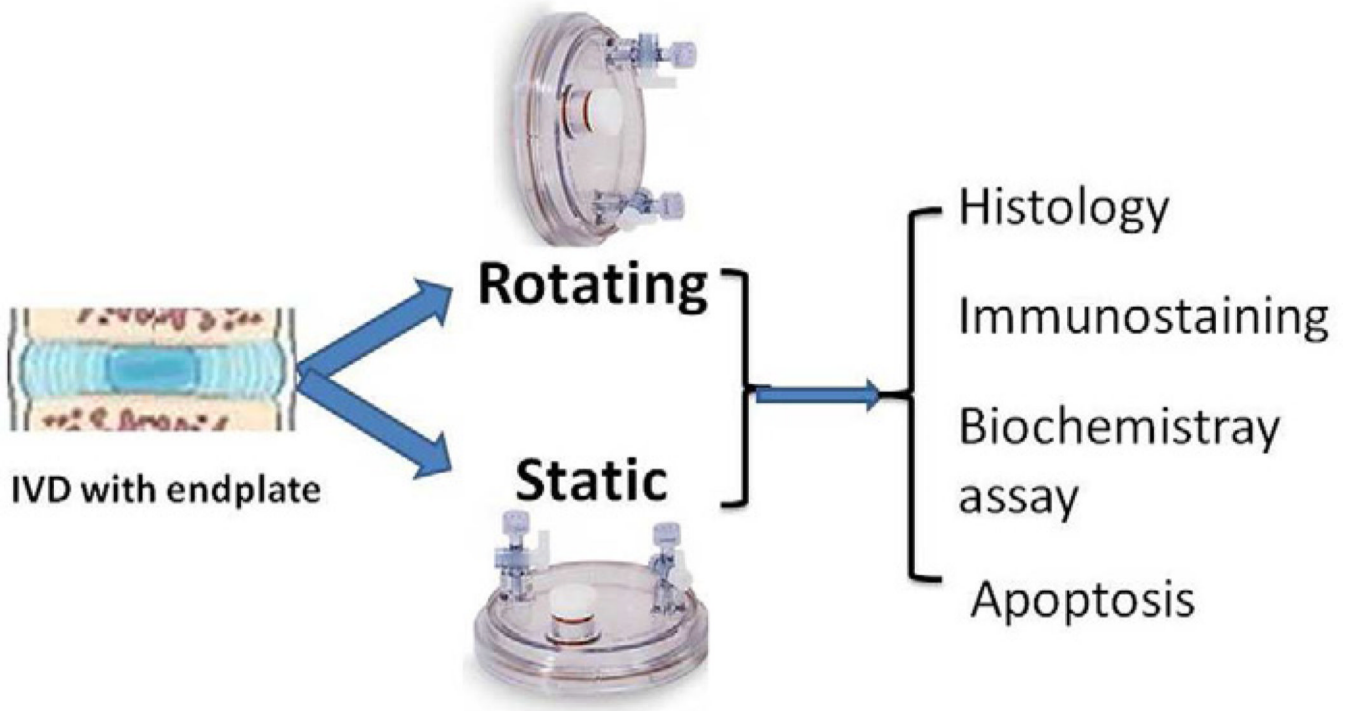 Rotating
Static
IVD with endplate
Histology
Immunostaining
Biochemistray
assay
Apoptosis